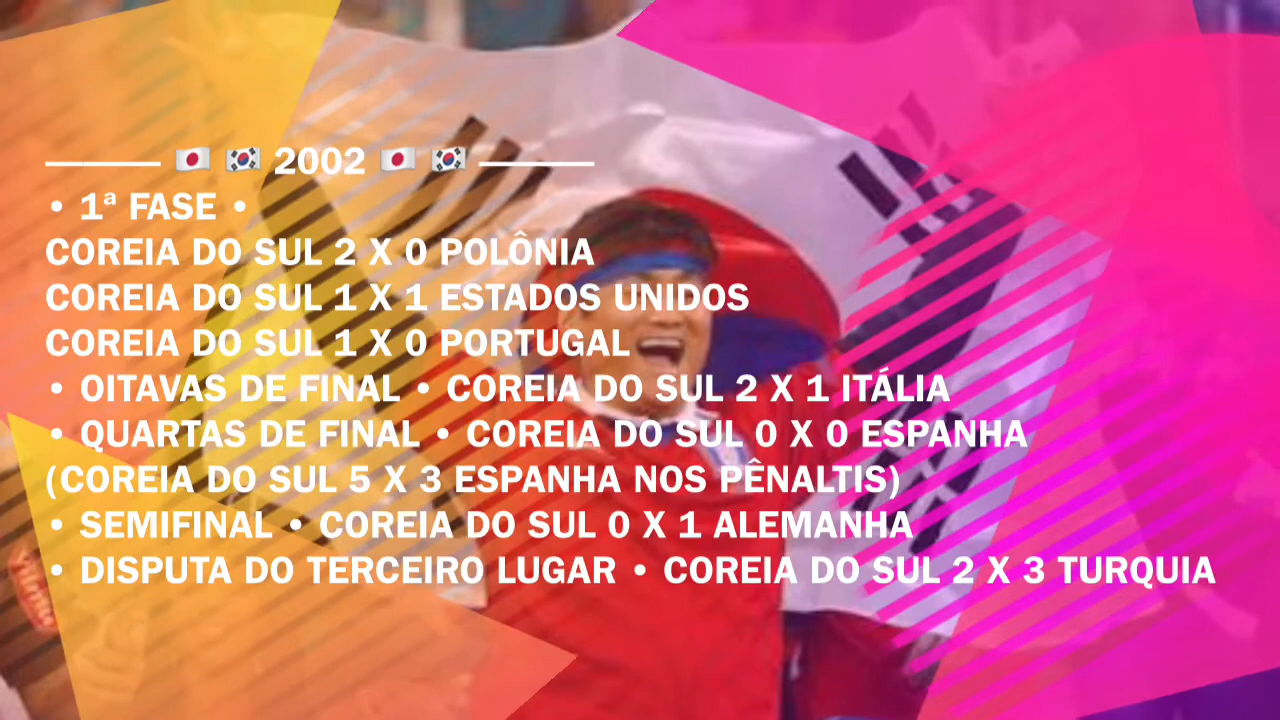 ——— 🇯🇵 🇰🇷 2002 🇯🇵 🇰🇷 ———
• 1ª FASE •
COREIA DO SUL 2 X 0 POLÔNIA
COREIA DO SUL 1 X 1 ESTADOS UNIDOS
COREIA DO SUL 1 X 0 PORTUGAL
• OITAVAS DE FINAL • COREIA DO SUL 2 X 1 ITÁLIA
• QUARTAS DE FINAL • COREIA DO SUL 0 X 0 ESPANHA
(COREIA DO SUL 5 X 3 ESPANHA NOS PÊNALTIS)
• SEMIFINAL • COREIA DO SUL 0 X 1 ALEMANHA
• DISPUTA DO TERCEIRO LUGAR • COREIA DO SUL 2 X 3 TURQUIA